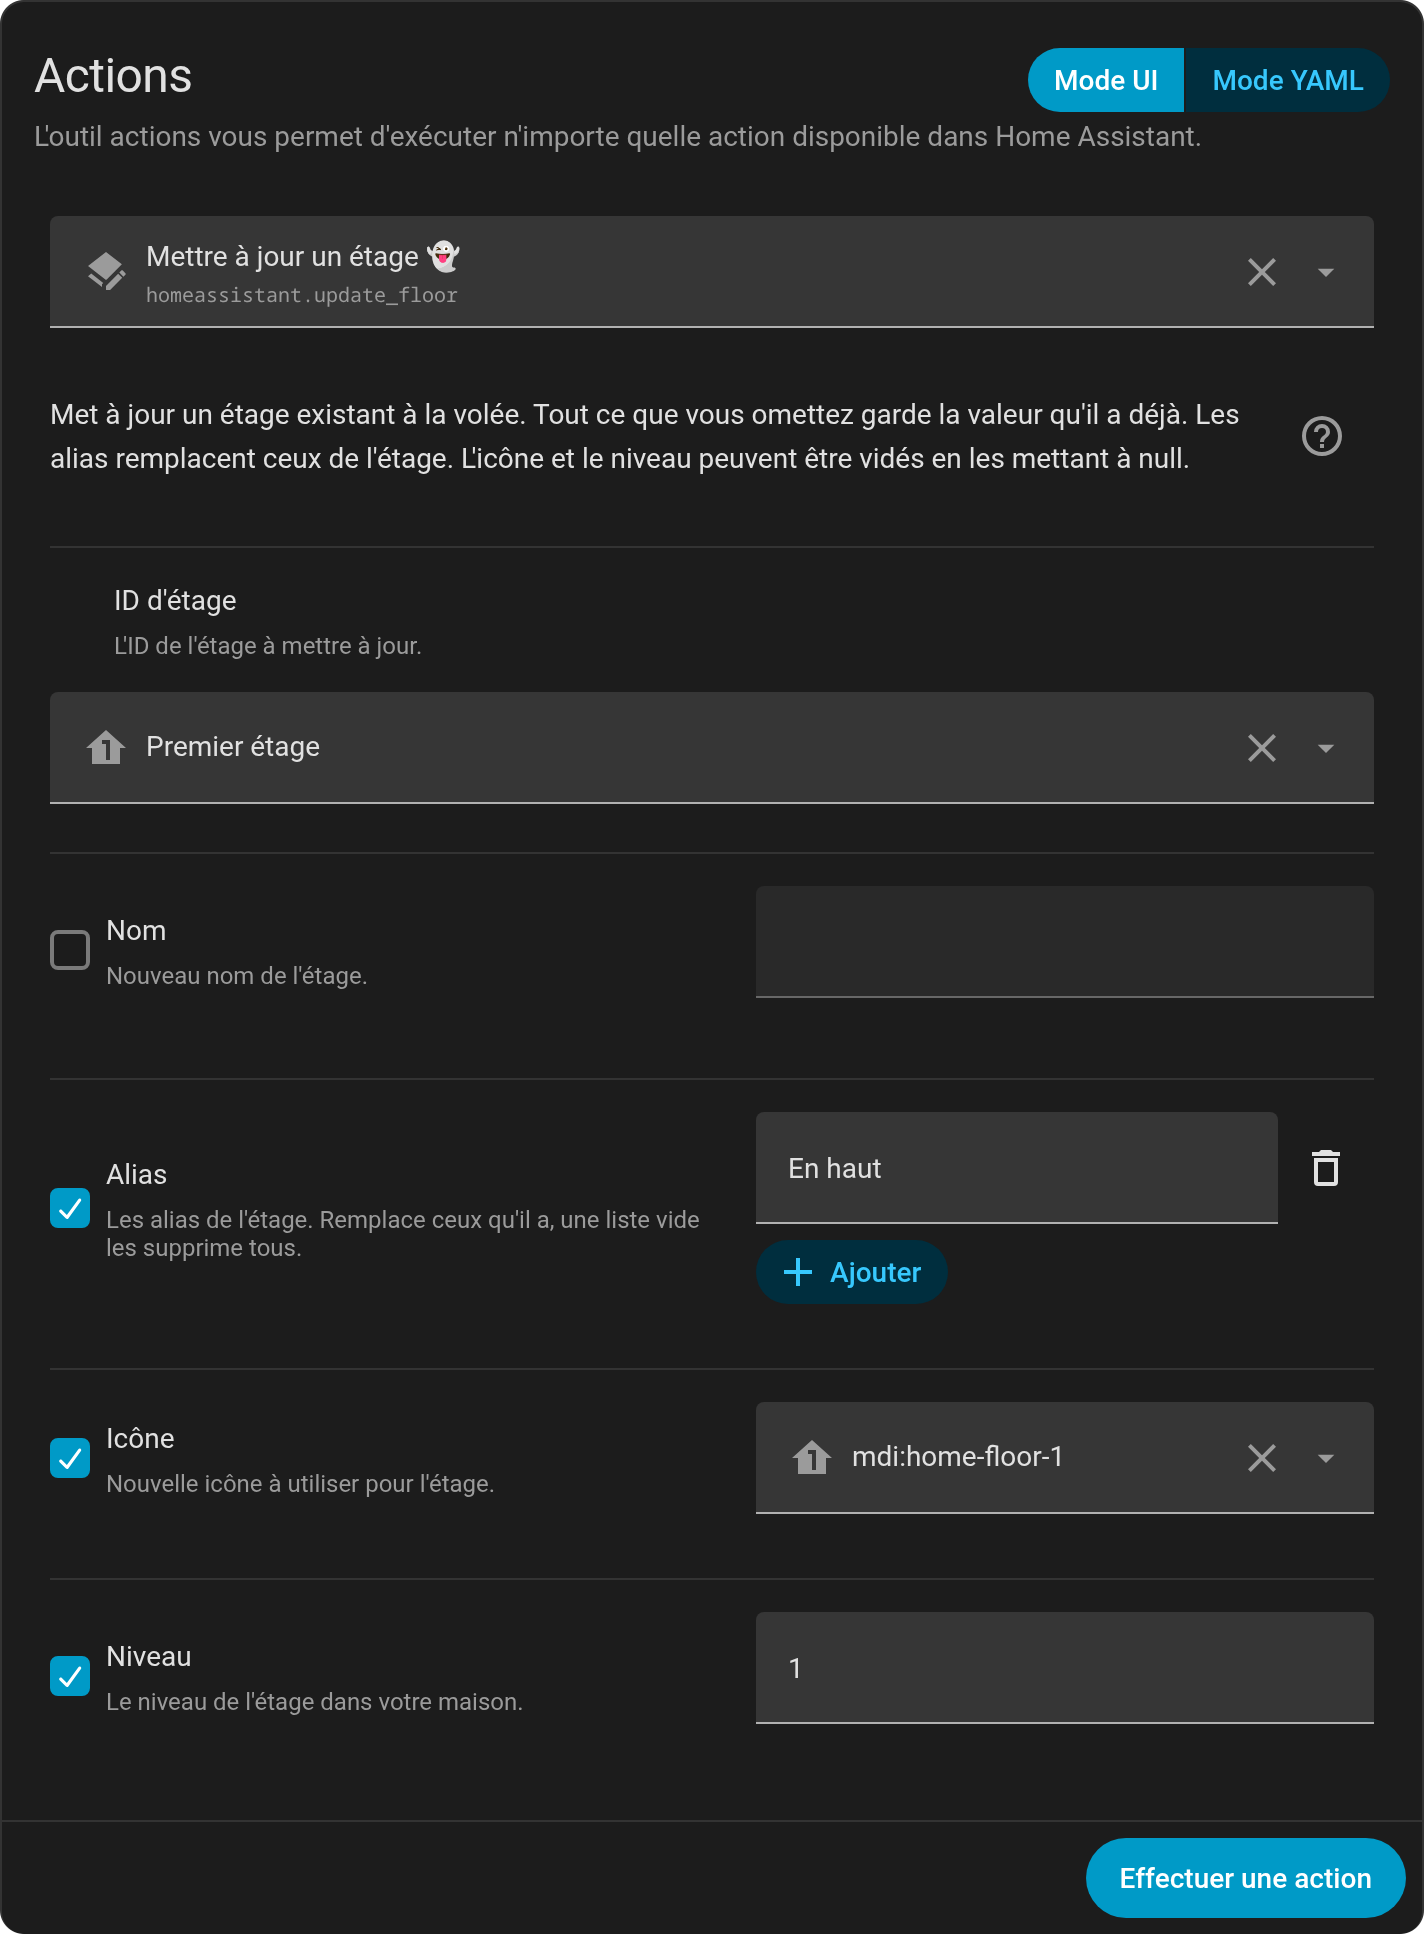 Actions
Mode UI
Mode YAML
L'outil actions vous permet d'exécuter n'importe quelle action disponible dans Home Assistant.
Mettre à jour un étage 👻
homeassistant.update_floor
Met à jour un étage existant à la volée. Tout ce que vous omettez garde la valeur qu'il a déjà. Les
alias remplacent ceux de l'étage. L'icône et le niveau peuvent être vidés en les mettant à null.
ID d'étage
L'ID de l'étage à mettre à jour.
Premier étage
Nom
Nouveau nom de l'étage.
Alias
Les alias de l'étage. Remplace ceux qu'il a, une liste vide
les supprime tous.
En haut
Ajouter
Icône
Nouvelle icône à utiliser pour l'étage.
mdi:home-floor-1
Niveau
Le niveau de l'étage dans votre maison.
1
Effectuer une action